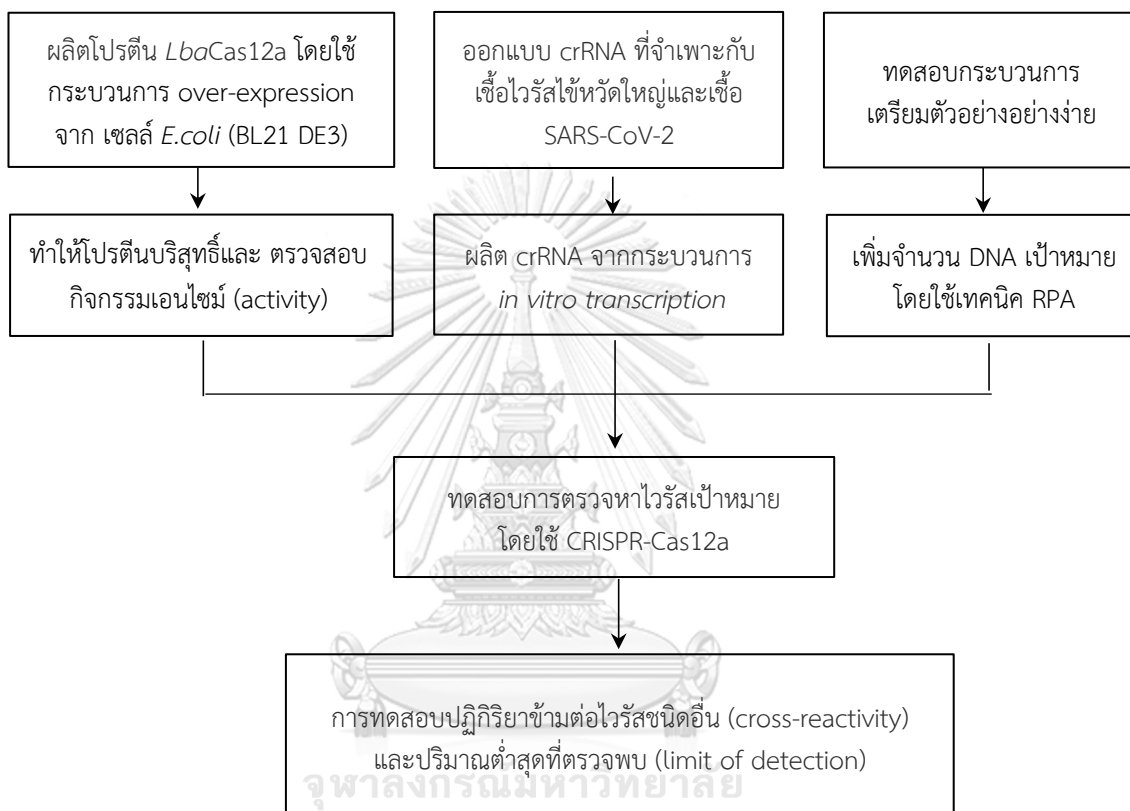 ผลิตโปรตีน LbaCas12a โดยใช้
กระบวนการ over-expression
จาก เซลล์ E.coli (BL21 DE3)
ออกแบบ crRNA ที่จำเพาะกับ
เชื้อไวรัสไข้หวัดใหญ่และเชื้อ
SARS-CoV-2
ทดสอบกระบวนการ
เตรียมตัวอย่างอย่างง่าย
ทำให้โปรตีนบริสุทธิ์และ ตรวจสอบ
กิจกรรมเอนไซม์ (activity)
ผลิต crRNA จากกระบวนการ
in vitro transcription
เพิ่มจำนวน DNA เป้าหมาย
โดยใช้เทคนิค RPA
ทดสอบการตรวจหาไวรัสเป้าหมาย
โดยใช้ CRISPR-Cas12a
การทดสอบปฏิกิริยาข้ามต่อไวรัสชนิดอื่น (cross-reactivity)
และปริมาณต่ำสุดที่ตรวจพบ (limit of detection)
จุฬาลงกรณ์มหาวิทยาลัย